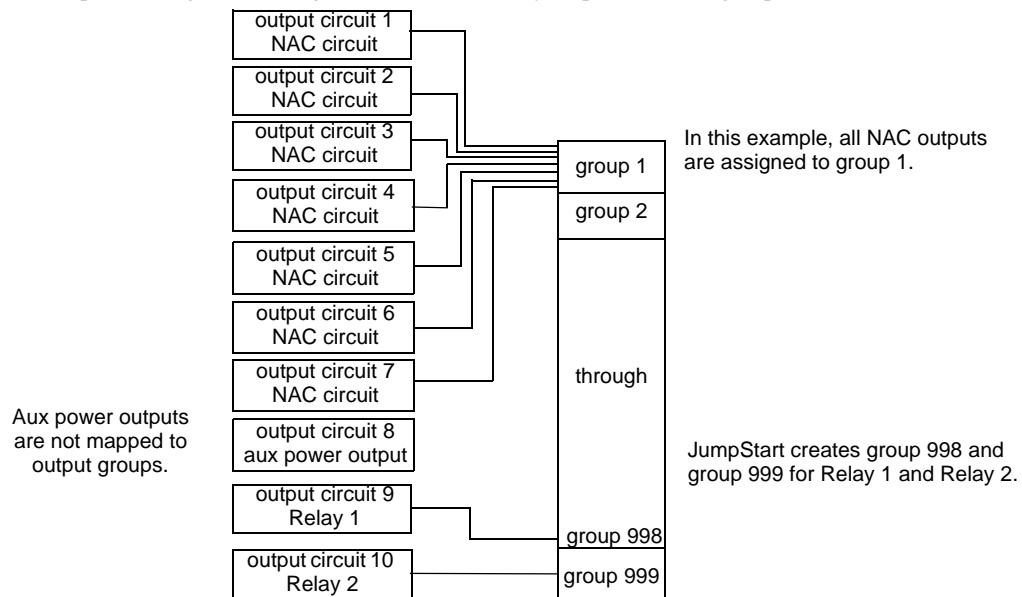 output circuit 1
NAC circuit
output circuit 2
NAC circuit
output circuit 3
NAC circuit
output circuit 4
NAC circuit
output circuit 5
NAC circuit
output circuit 6
NAC circuit
output circuit 7
NAC circuit
output circuit 8
aux power output
output circuit 9
Relay 1
output circuit 10
Relay 2
Aux power outputs
are not mapped to
output groups.
group 1
group 2
through
group 998
group 999
In this example, all NAC outputs
are assigned to group 1.
JumpStart creates group 998 and
group 999 for Relay 1 and Relay 2.